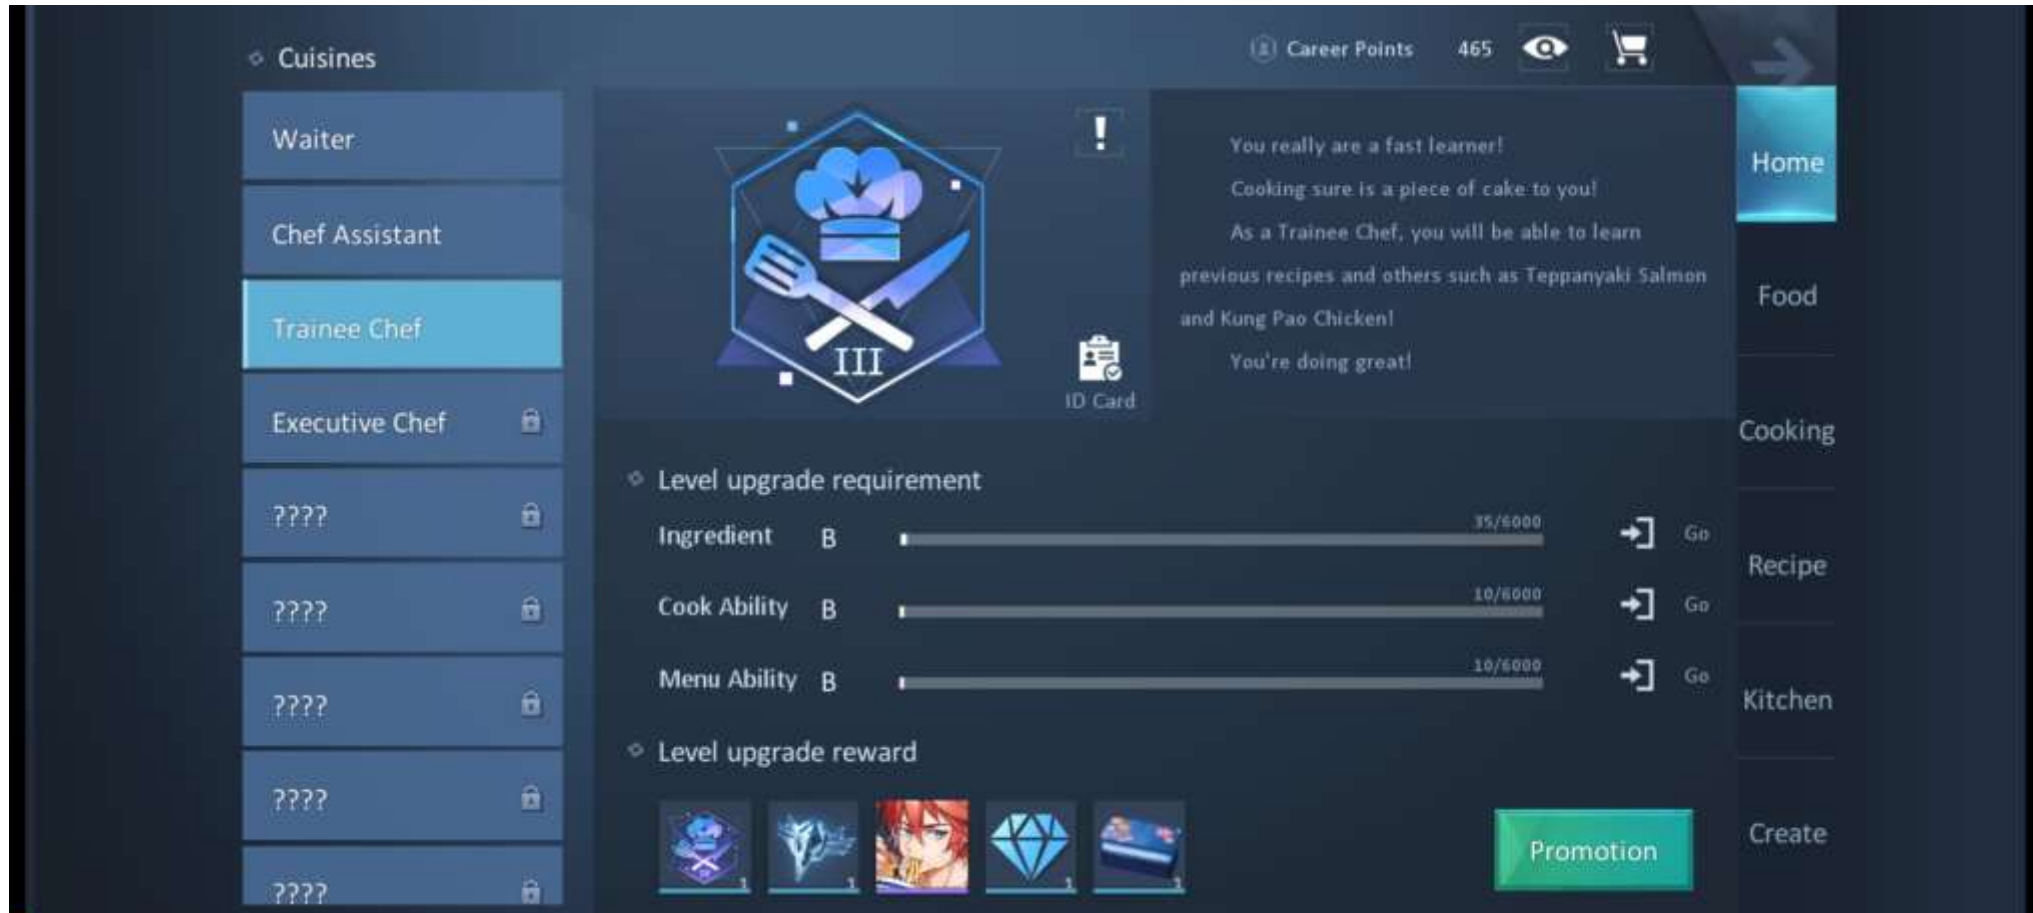 Cuisines
Career Points 465
Waiter
Chef Assistant
Trainee Chef
Executive Chef
????
????
????
????
????
III
ID Card
You really are a fast learner!
Cooking sure is a piece of cake to you!
As a Trainee Chef, you will be able to learn
previous recipes and others such as Teppanyaki Salmon
and Kung Pao Chicken!
You're doing great!
Level upgrade requirement
Ingredient B 35/6000 Go
Cook Ability B 10/6000 Go
Menu Ability B 10/6000 Go
Level upgrade reward
1 1 1 1
Promotion
Home
Food
Cooking
Recipe
Kitchen
Create